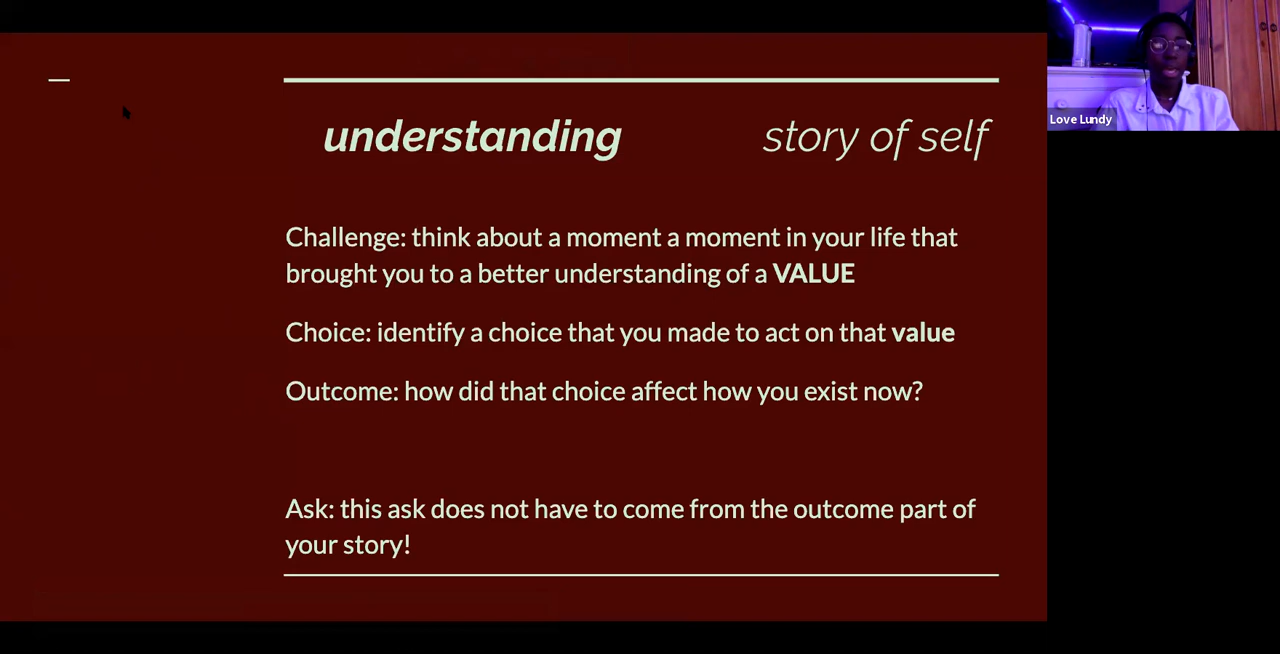 understanding story of self
Challenge: think about a moment a moment in your life that
brought you to a better understanding of a VALUE
Choice: identify a choice that you made to act on that value
Outcome: how did that choice affect how you exist now?
Ask: this ask does not have to come from the outcome part of
your story!
Love Lundy